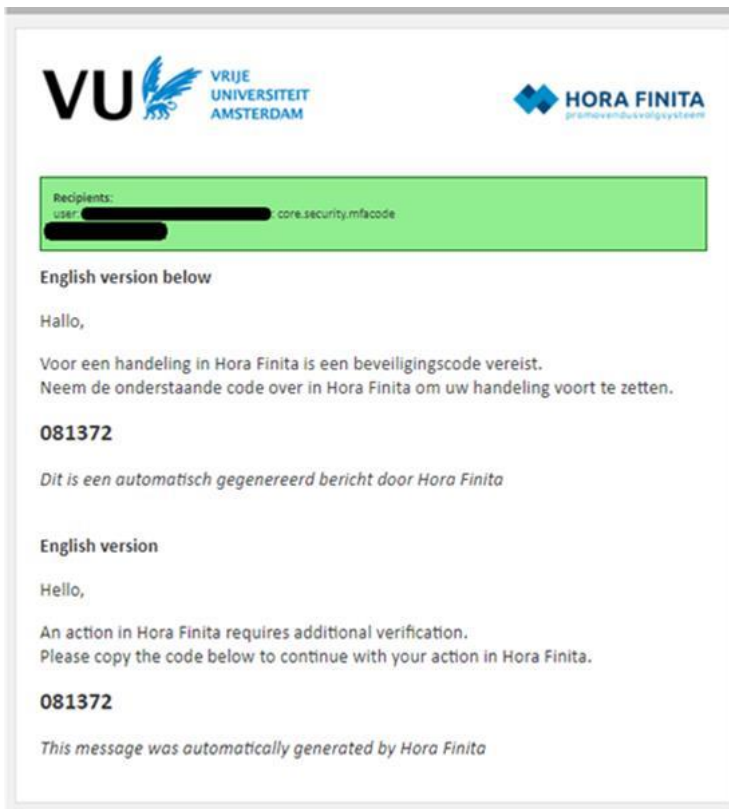 VU VRIJE
UNIVERSITEIT
AMSTERDAM
HORA FINITA
promovendusvolgsysteem
Recipients:
user: : core.security.mfacode
English version below
Hallo,
Voor een handeling in Hora Finita is een beveiligingscode vereist.
Neem de onderstaande code over in Hora Finita om uw handeling voort te zetten.
081372
Dit is een automatisch gegenereerd bericht door Hora Finita
English version
Hello,
An action in Hora Finita requires additional verification.
Please copy the code below to continue with your action in Hora Finita.
081372
This message was automatically generated by Hora Finita